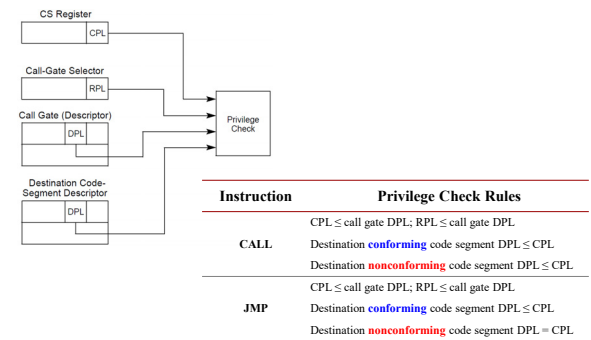 CS Register
CPL
Call-Gate Selector
RPL
Call Gate (Descriptor)
DPL
Privilege
Check
Destination Code-
Segment Descriptor
DPL
Instruction Privilege Check Rules
CPL ≤ call gate DPL; RPL ≤ call gate DPL
CALL Destination conforming code segment DPL ≤ CPL
Destination nonconforming code segment DPL ≤ CPL
CPL ≤ call gate DPL; RPL ≤ call gate DPL
JMP Destination conforming code segment DPL ≤ CPL
Destination nonconforming code segment DPL = CPL